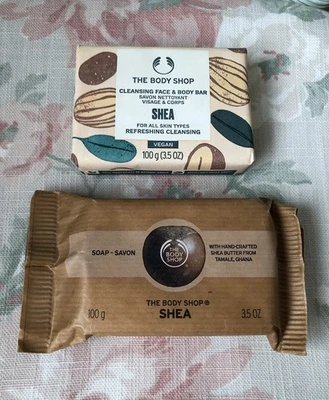 THE BODY SHOP
CLEANSING FACE & BODY BAR
SAVON NETTOYANT
VISAGE & CORPS
SHEA
FOR ALL SKIN TYPES
REFRESHING CLEANSING
VEGAN
100 g (3.5 OZ)
SOAP - SAVON
THE
BODY
SHOP
WITH HAND-CRAFTED
SHEA BUTTER FROM
TAMALE, GHANA
THE BODY SHOP®
100 g SHEA 3.5 OZ